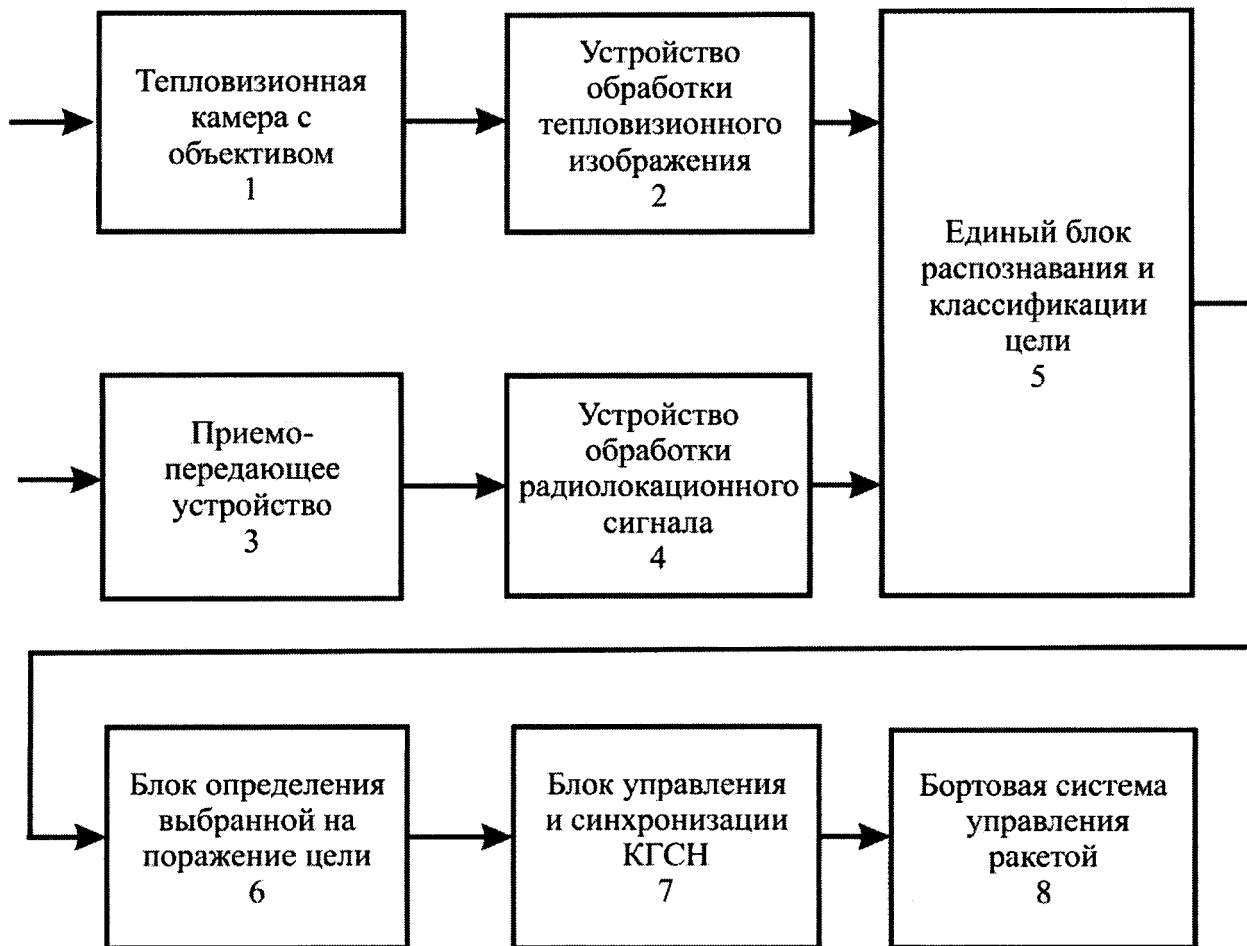 Тепловизионная
камера с
объективом
1
Устройство
обработки
тепловизионного
изображения
2
Единый блок
распознавания и
классификации
цели
5
Приемо-
передающее
устройство
3
Устройство
обработки
радиолокационного
сигнала
4
Блок определения
выбранной на
поражение цели
6
Блок управления
и синхронизации
КГСН
7
Бортовая система
управления
ракетой
8